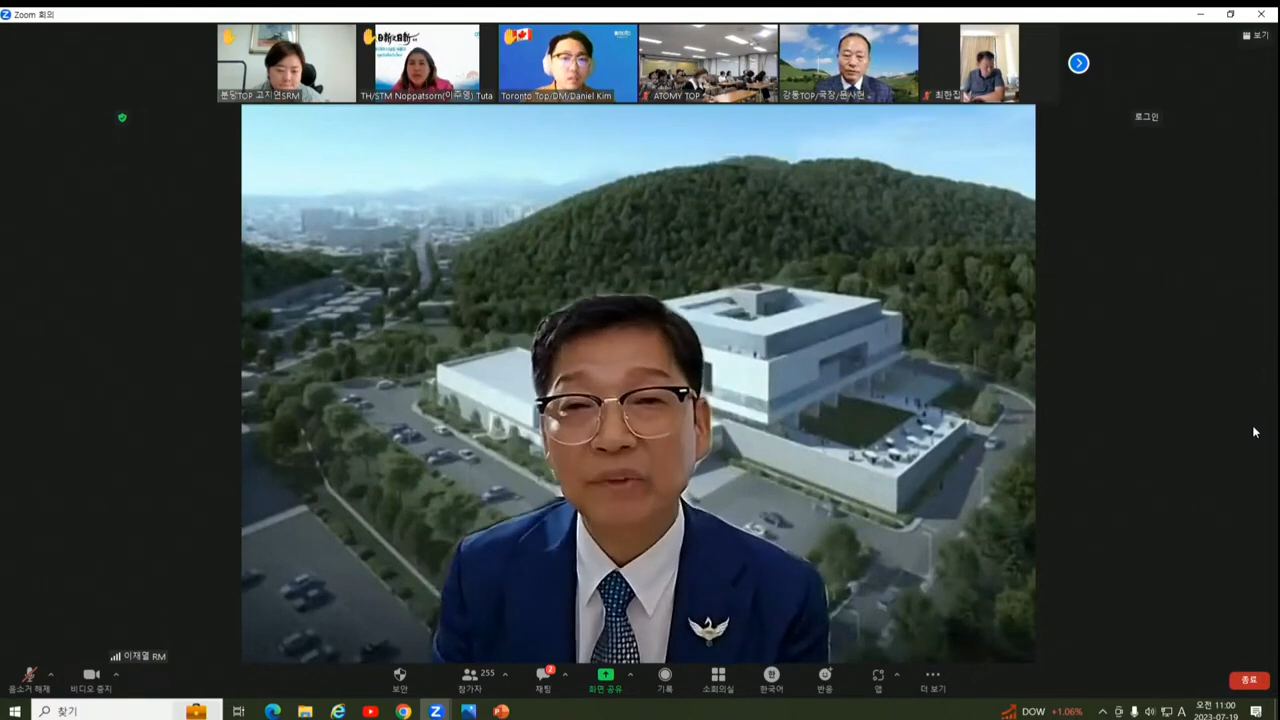 Zoom 회의
보기
분당TOP 고지연SRM
TH/STM Noppatsorn(이주영) Tuta
Toronto Top/DM/Daniel Kim
ATOMY TOP
강동TOP/국장/문사헌
최한집
로그인
이재열 RM
음소거 해제
비디오 중지
보안
참가자
255
채팅
2
화면 공유
기록
소회의실
한국어
반응
앱
더 보기
종료
찾기
DOW +1.06%
A
오전 11:00
2023-07-19